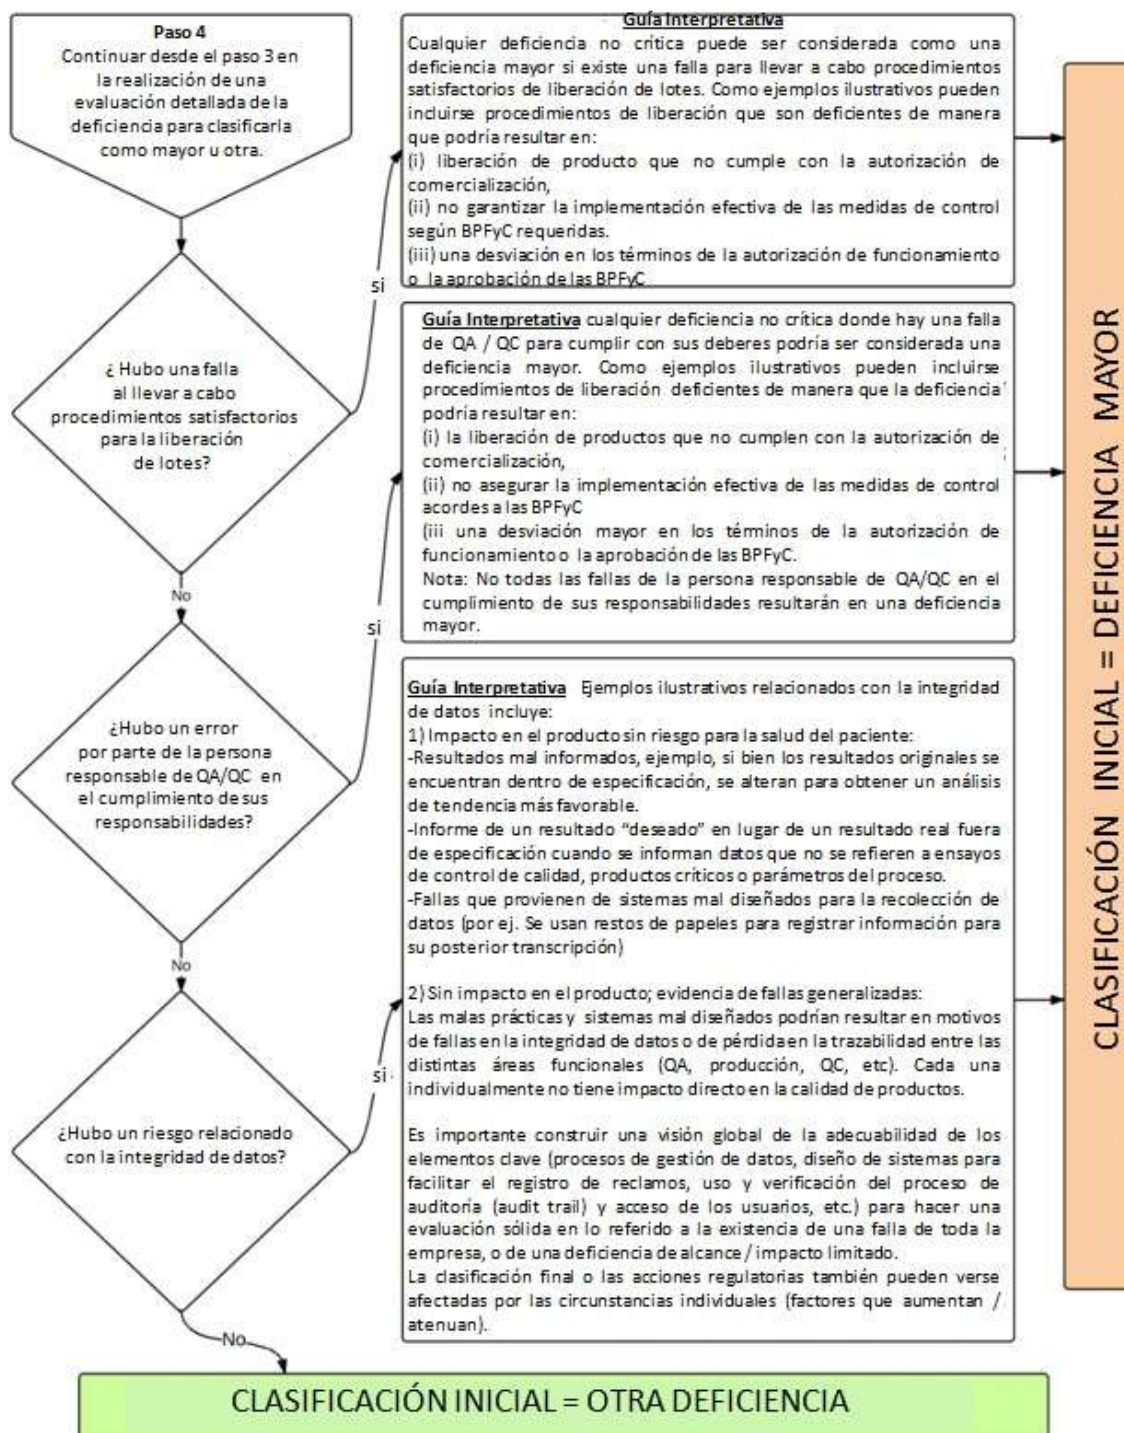 Paso 4
Continuar desde el paso 3 en
la realización de una
evaluación detallada de la
deficiencia para clasificarla
como mayor u otra.
¿ Hubo una falla
al llevar a cabo
procedimientos satisfactorios
para la liberación
de lotes?
si
Guía Interpretativa
Cualquier deficiencia no crítica puede ser considerada como una
deficiencia mayor si existe una falla para llevar a cabo procedimientos
satisfactorios de liberación de lotes. Como ejemplos ilustrativos pueden
incluirse procedimientos de liberación que son deficientes de manera
que podría resultar en:
(i) liberación de producto que no cumple con la autorización de
comercialización,
(ii) no garantizar la implementación efectiva de las medidas de control
según BPFyC requeridas.
(iii) una desviación en los términos de la autorización de funcionamiento
o la aprobación de las BPFyC
No
¿Hubo un error
por parte de la persona
responsable de QA/QC en
el cumplimiento de sus
responsabilidades?
si
Guía Interpretativa cualquier deficiencia no crítica donde hay una falla
de QA / QC para cumplir con sus deberes podría ser considerada una
deficiencia mayor. Como ejemplos ilustrativos pueden incluirse
procedimientos de liberación deficientes de manera que la deficiencia
podría resultar en:
(i) la liberación de productos que no cumplen con la autorización de
comercialización,
(ii) no asegurar la implementación efectiva de las medidas de control
acordes a las BPFyC
(iii una desviación mayor en los términos de la autorización de
funcionamiento o la aprobación de las BPFyC.
Nota: No todas las fallas de la persona responsable de QA/QC en el
cumplimiento de sus responsabilidades resultarán en una deficiencia
mayor.
No
¿Hubo un riesgo relacionado
con la integridad de datos?
si
Guía Interpretativa Ejemplos ilustrativos relacionados con la integridad
de datos incluye:
1) Impacto en el producto sin riesgo para la salud del paciente:
-Resultados mal informados, ejemplo, si bien los resultados originales se
encuentran dentro de especificación, se alteran para obtener un análisis
de tendencia más favorable.
-Informe de un resultado “deseado” en lugar de un resultado real fuera
de especificación cuando se informan datos que no se refieren a ensayos
de control de calidad, productos críticos o parámetros del proceso.
-Fallas que provienen de sistemas mal diseñados para la recolección de
datos (por ej. Se usan restos de papeles para registrar información para
su posterior transcripción)
2) Sin impacto en el producto; evidencia de fallas generalizadas:
Las malas prácticas y sistemas mal diseñados podrían resultar en motivos
de fallas en la integridad de datos o de pérdida en la trazabilidad entre las
distintas áreas funcionales (QA, producción, QC, etc). Cada una
individualmente no tiene impacto directo en la calidad de productos.
Es importante construir una visión global de la adecuabilidad de los
elementos clave (procesos de gestión de datos, diseño de sistemas para
facilitar el registro de reclamos, uso y verificación del proceso de
auditoría (audit trail) y acceso de los usuarios, etc.) para hacer una
evaluación sólida en lo referido a la existencia de una falla de toda la
empresa, o de una deficiencia de alcance / impacto limitado.
La clasificación final o las acciones regulatorias también pueden verse
afectadas por las circunstancias individuales (factores que aumentan /
atenuan).
No
CLASIFICACIÓN INICIAL = DEFICIENCIA MAYOR
CLASIFICACIÓN INICIAL = OTRA DEFICIENCIA